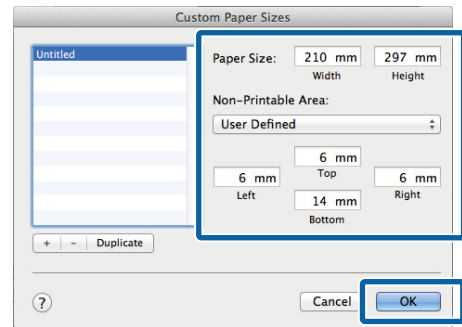 Custom Paper Sizes
Untitled
Paper Size:
210 mm
297 mm
Width
Height
Non-Printable Area:
User Defined
6 mm
Top
6 mm
6 mm
Left
Right
14 mm
Bottom
+ - Duplicate
? Cancel OK